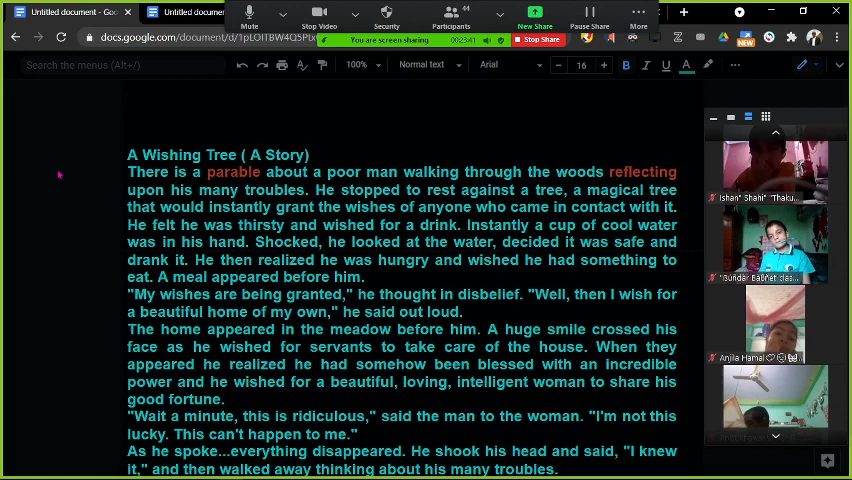 Untitled document - Goo
Untitled document
Mute
Stop Video
Security
Participants
44
New Share
Pause Share
More
docs.google.com/document/d/1pLOlTBW4Q5Px
You are screen sharing
00:23:41
Stop Share
NEW
Search the menus (Alt+/)
100%
Normal text
Arial
16
B
I
U
A
A Wishing Tree ( A Story)
There is a parable about a poor man walking through the woods reflecting
upon his many troubles. He stopped to rest against a tree, a magical tree
that would instantly grant the wishes of anyone who came in contact with it.
He felt he was thirsty and wished for a drink. Instantly a cup of cool water
was in his hand. Shocked, he looked at the water, decided it was safe and
drank it. He then realized he was hungry and wished he had something to
eat. A meal appeared before him.
"My wishes are being granted," he thought in disbelief. "Well, then I wish for
a beautiful home of my own," he said out loud.
The home appeared in the meadow before him. A huge smile crossed his
face as he wished for servants to take care of the house. When they
appeared he realized he had somehow been blessed with an incredible
power and he wished for a beautiful, loving, intelligent woman to share his
good fortune.
"Wait a minute, this is ridiculous," said the man to the woman. "I'm not this
lucky. This can't happen to me."
As he spoke...everything disappeared. He shook his head and said, "I knew
it," and then walked away thinking about his many troubles.
Ishan" Shahi" "Thaku
Anjila Hamal